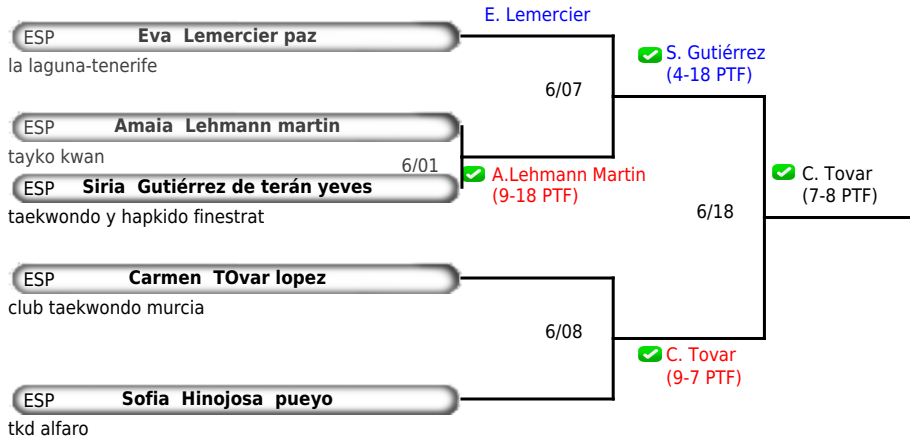 E. Lemercier
ESP Eva Lemercier paz
la laguna-tenerife
S. Gutiérrez
(4-18 PTF)
6/07
ESP Amaia Lehmann martin
tayko kwan
6/01
A.Lehmann Martin
(9-18 PTF)
C. Tovar
(7-8 PTF)
ESP Siria Gutiérrez de terán yeves
taekwondo y hapkido finestrat
6/18
ESP Carmen TOvar lopez
club taekwondo murcia
6/08
C. Tovar
(9-7 PTF)
ESP Sofia Hinojosa pueyo
tkd alfaro